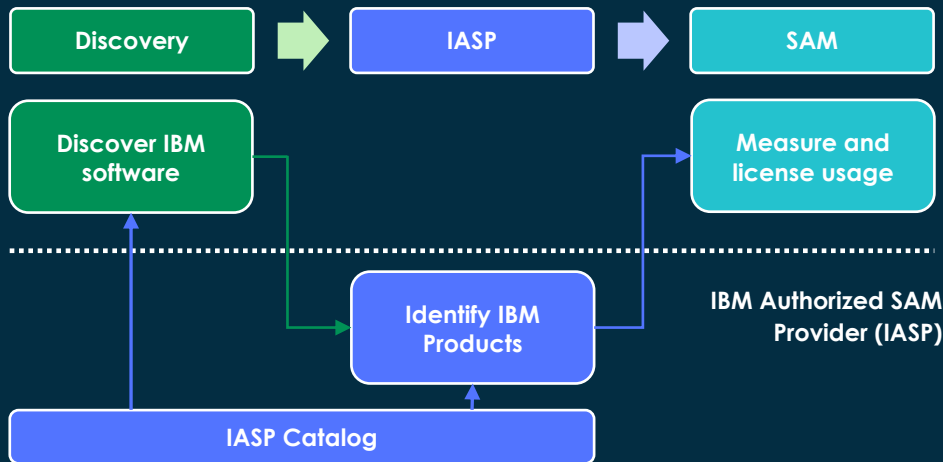 Discovery
IASP
SAM
Discover IBM
software
Measure and
license usage
Identify IBM
Products
IBM Authorized SAM
Provider (IASP)
IASP Catalog